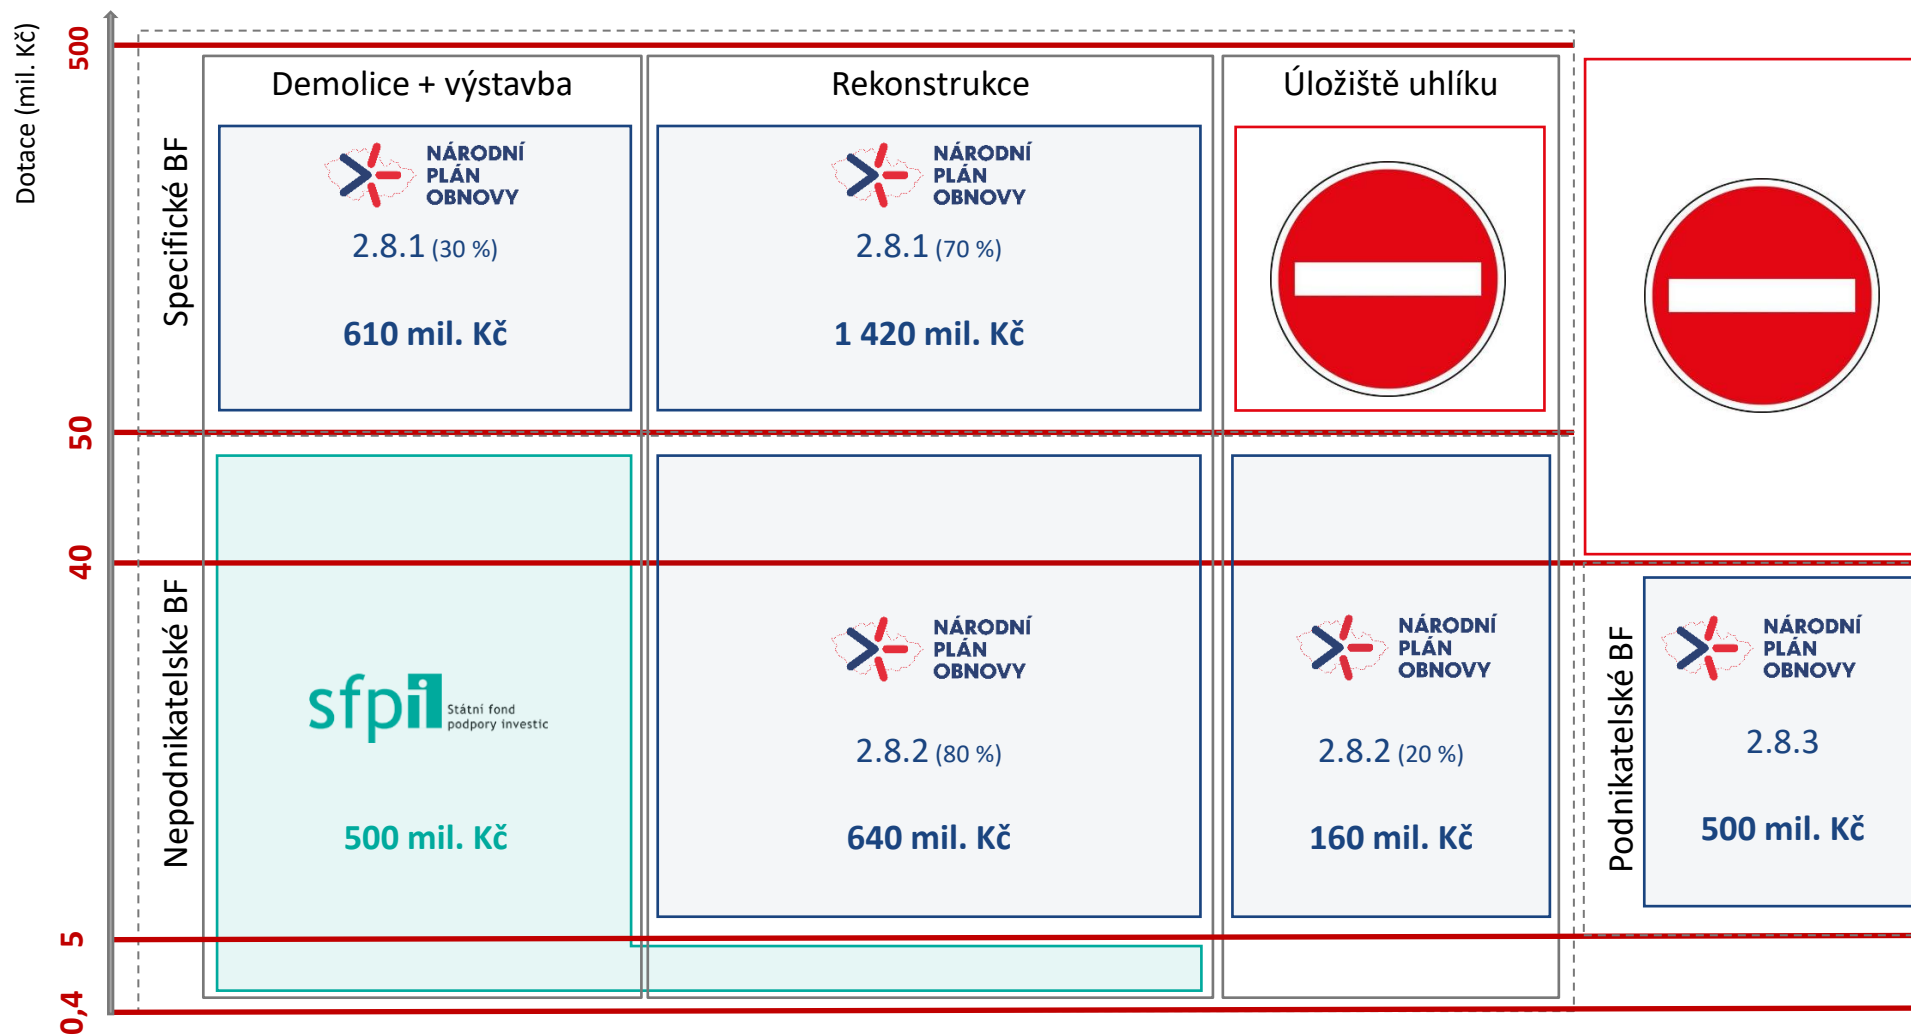 Dotace (mil. Kč)
500
50
40
5
0,4
Specifické BF
Nepodnikatelské BF
Demolice + výstavba
Rekonstrukce
Úložiště uhlíku
NÁRODNÍ
PLÁN
OBNOVY
2.8.1 (30 %)
610 mil. Kč
NÁRODNÍ
PLÁN
OBNOVY
2.8.1 (70 %)
1 420 mil. Kč
sfpi
Státní fond
podpory investic
500 mil. Kč
NÁRODNÍ
PLÁN
OBNOVY
2.8.2 (80 %)
640 mil. Kč
NÁRODNÍ
PLÁN
OBNOVY
2.8.2 (20 %)
160 mil. Kč
Podnikatelské BF
NÁRODNÍ
PLÁN
OBNOVY
2.8.3
500 mil. Kč